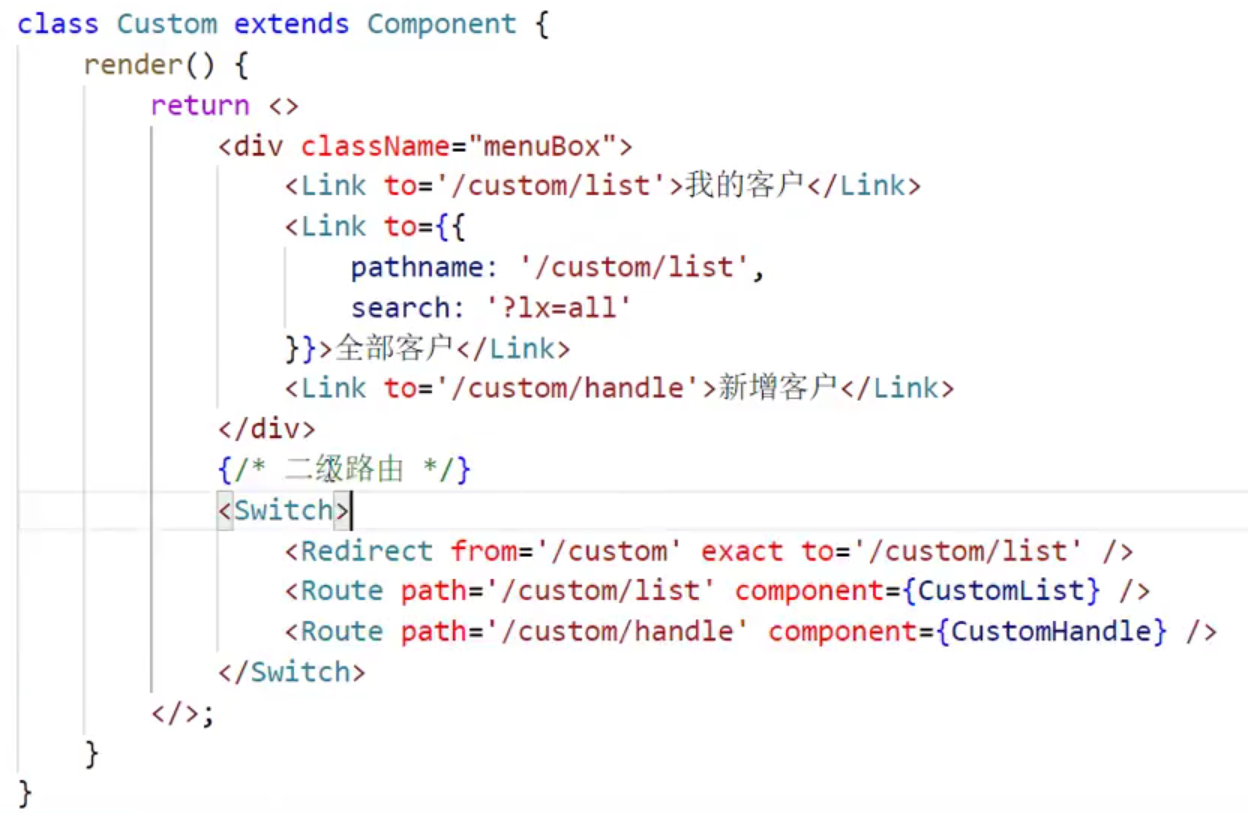 class Custom extends Component {
render() {
return <>
<div className="menuBox">
<Link to='/custom/list'>我的客户</Link>
<Link to={{
pathname: '/custom/list',
search: '?lx=all'
}}>全部客户</Link>
<Link to='/custom/handle'>新增客户</Link>
</div>
{/* 二级路由 */}
<Switch>
<Redirect from='/custom' exact to='/custom/list' />
<Route path='/custom/list' component={CustomList} />
<Route path='/custom/handle' component={CustomHandle} />
</Switch>
</>;
}
}